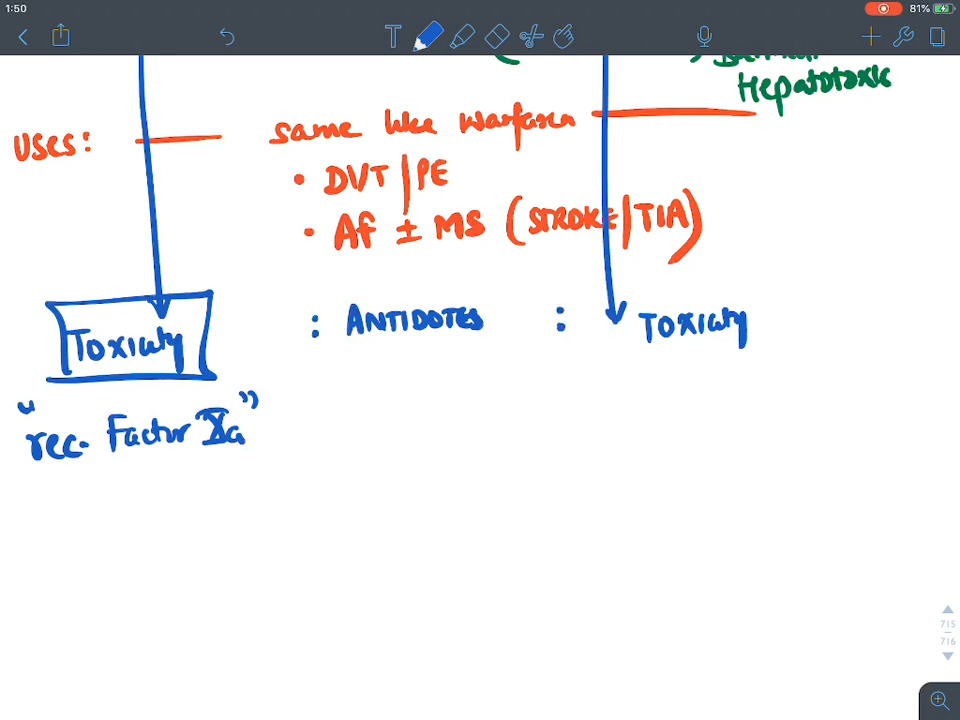 1:50
81%
T
Hepatotoxic
USES:
same like warfarin
• DVT | PE
• Af ± MS (STROKE | TIA)
Toxicity
: ANTIDOTES :
Toxicity
"rec. Factor Xa"
715
716